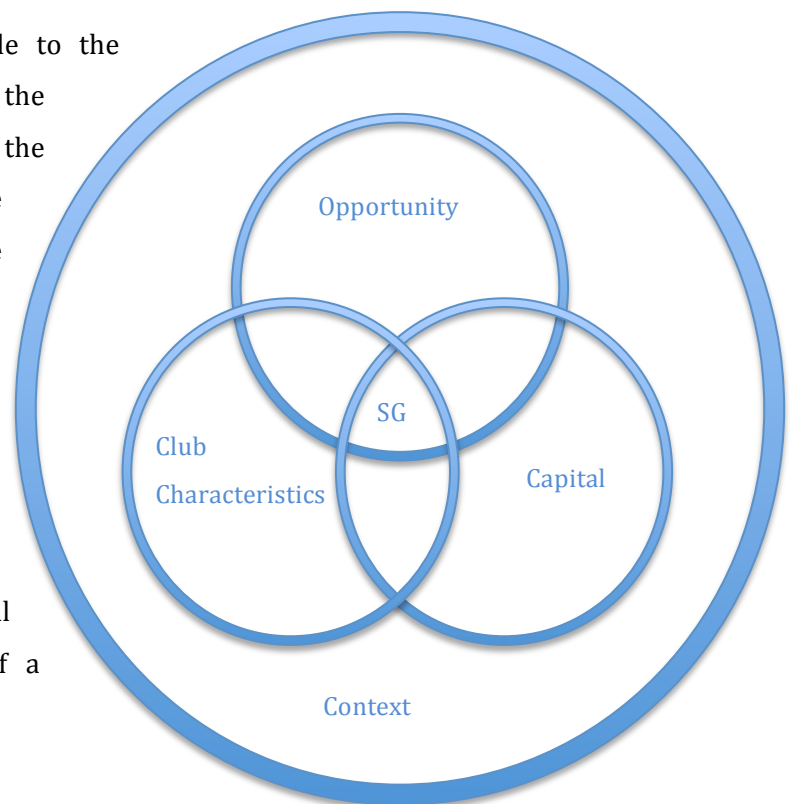 le to the
the
the
Opportunity
SG
Club
Characteristics
Capital
f a
Context